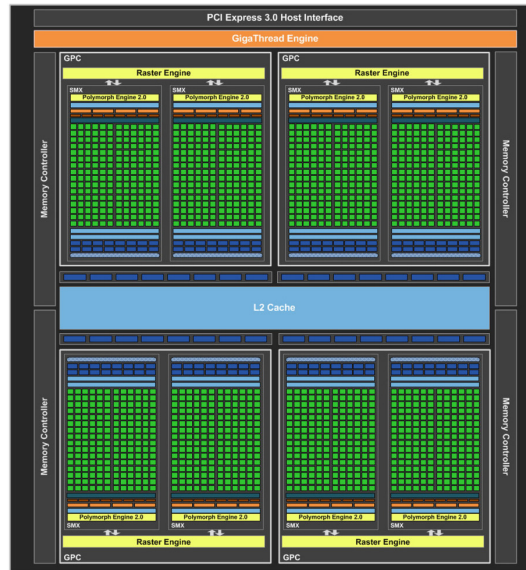 PCI Express 3.0 Host Interface
GigaThread Engine
GPC
GPC
Raster Engine
Raster Engine
SMX
SMX
Polymorph Engine 2.0
Polymorph Engine 2.0
Polymorph Engine 2.0
Polymorph Engine 2.0
Memory Controller
Memory Controller
L2 Cache
Memory Controller
Memory Controller
Polymorph Engine 2.0
Polymorph Engine 2.0
Polymorph Engine 2.0
Polymorph Engine 2.0
SMX
SMX
SMX
SMX
Raster Engine
Raster Engine
GPC
GPC